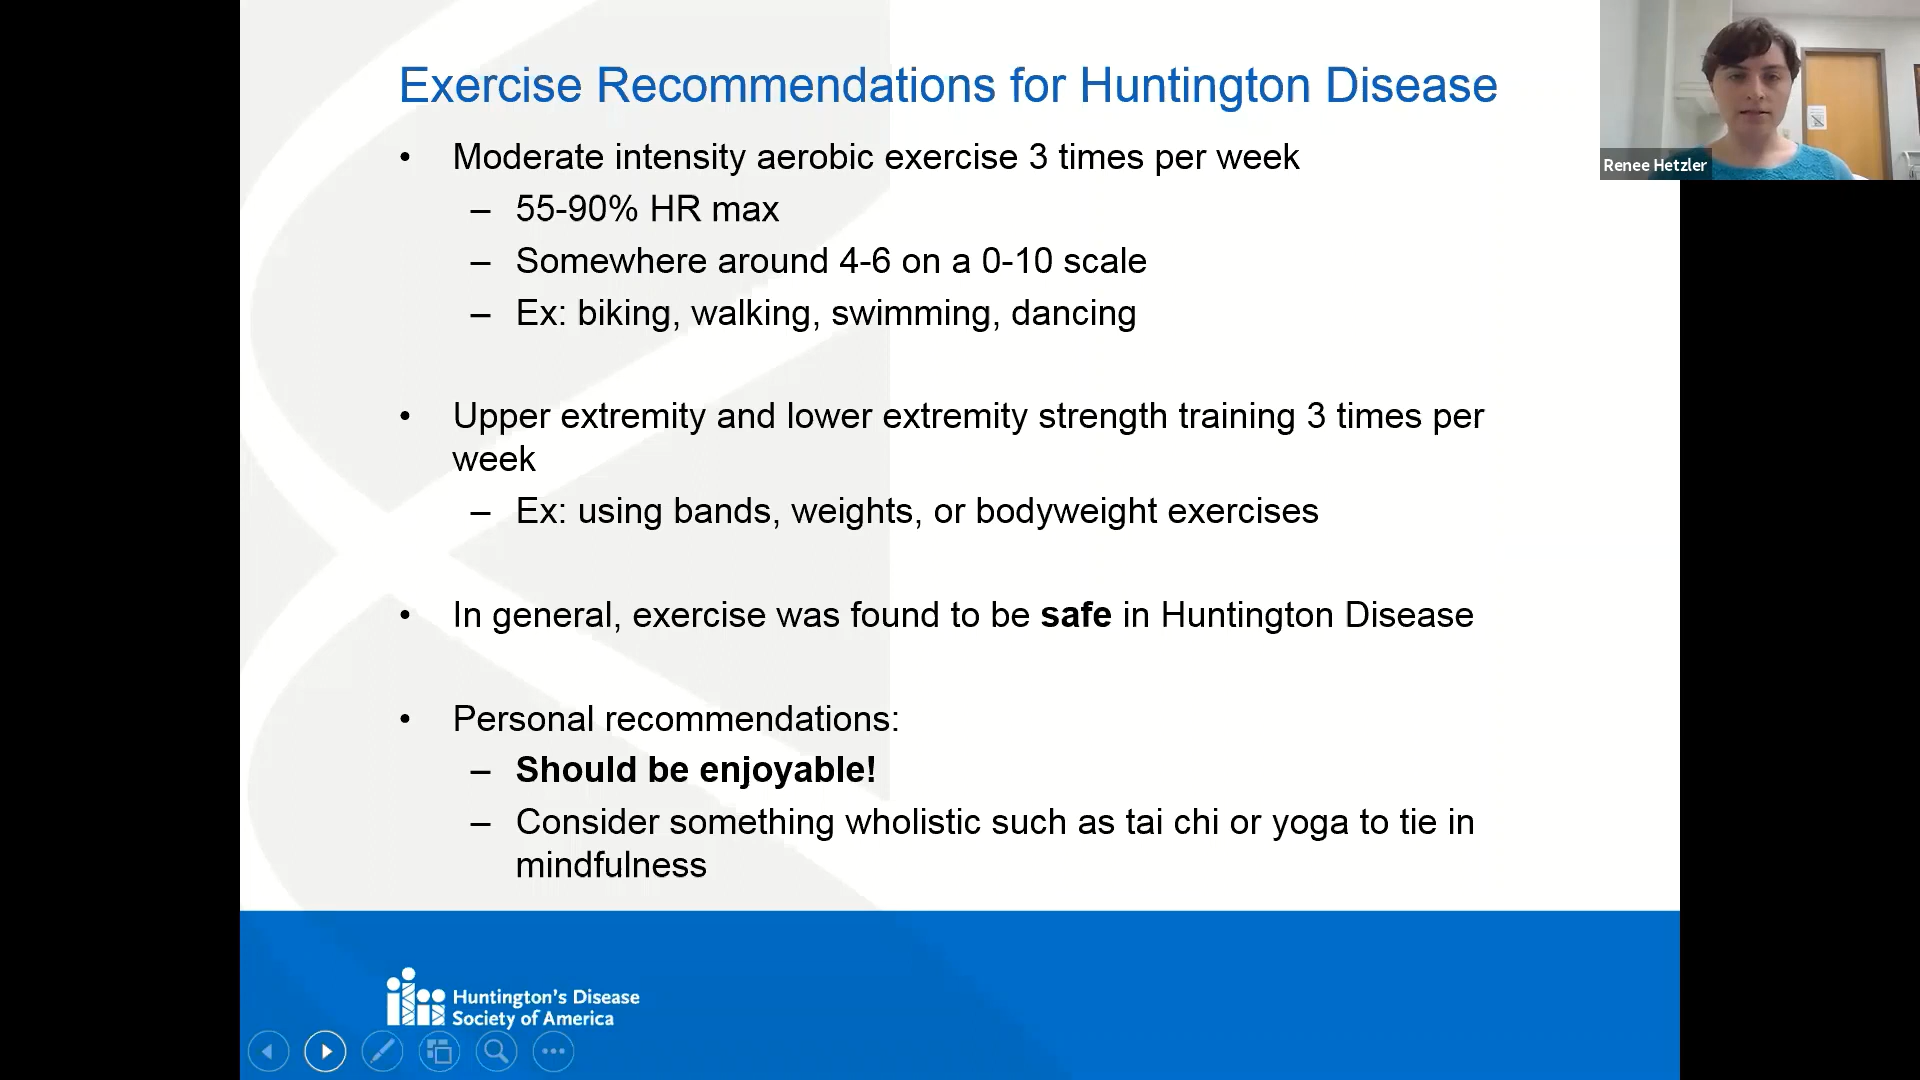 Exercise Recommendations for Huntington Disease
• Moderate intensity aerobic exercise 3 times per week
– 55-90% HR max
– Somewhere around 4-6 on a 0-10 scale
– Ex: biking, walking, swimming, dancing
• Upper extremity and lower extremity strength training 3 times per
week
– Ex: using bands, weights, or bodyweight exercises
• In general, exercise was found to be safe in Huntington Disease
• Personal recommendations:
– Should be enjoyable!
– Consider something wholistic such as tai chi or yoga to tie in
mindfulness
Renee Hetzler
Huntington's Disease
Society of America